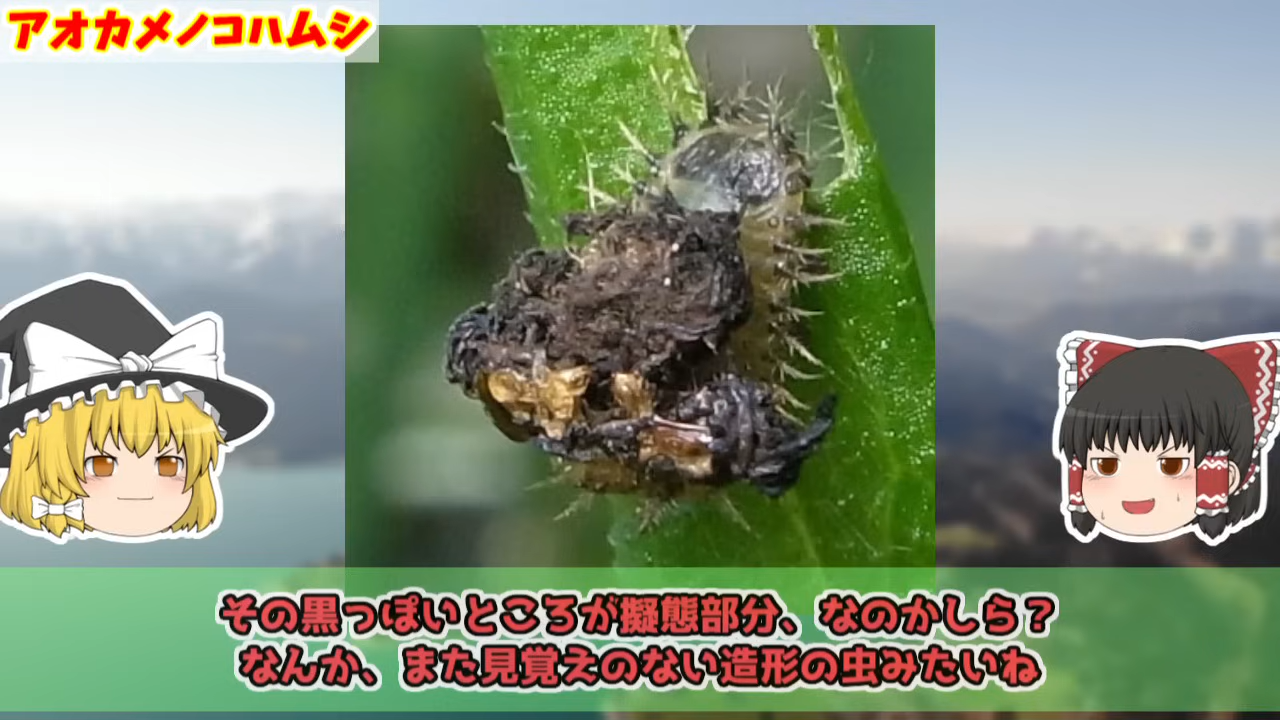 アオカメノコハムシ
その黒っぽいところが擬態部分、なのかしら？
なんか、また見覚えのない造形の虫みたいね